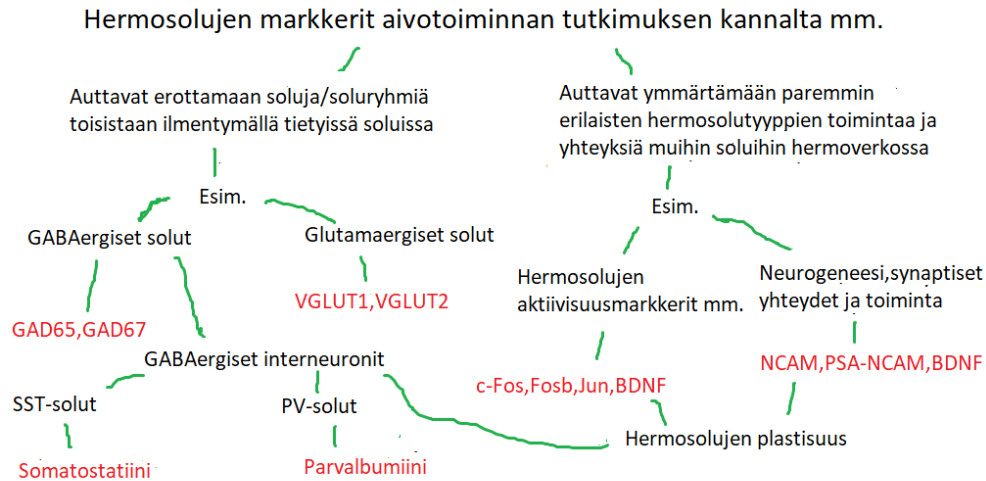 Hermosolujen markkerit aivotoiminnan tutkimuksen kannalta mm.
Auttavat erottamaan soluja/soluryhmiä
toisistaan ilmentymällä tietyissä soluissa
Auttavat ymmärtämään paremmin
erilaisten hermosolutyyppien toimintaa ja
yhteyksiä muihin soluihin hermoverkossa
Esim.
Esim.
GABAergiset solut
Glutamaergiset solut
Hermosolujen
aktiivisuusmarkkerit mm.
Neurogeneesi,synaptiset
yhteydet ja toiminta
GAD65,GAD67
VGLUT1,VGLUT2
GABAergiset interneuronit
NCAM,PSA-NCAM,BDNF
c-Fos,Fosb,Jun,BDNF
SST-solut
PV-solut
Hermosolujen plastisuus
Somatostatiini
Parvalbumiini